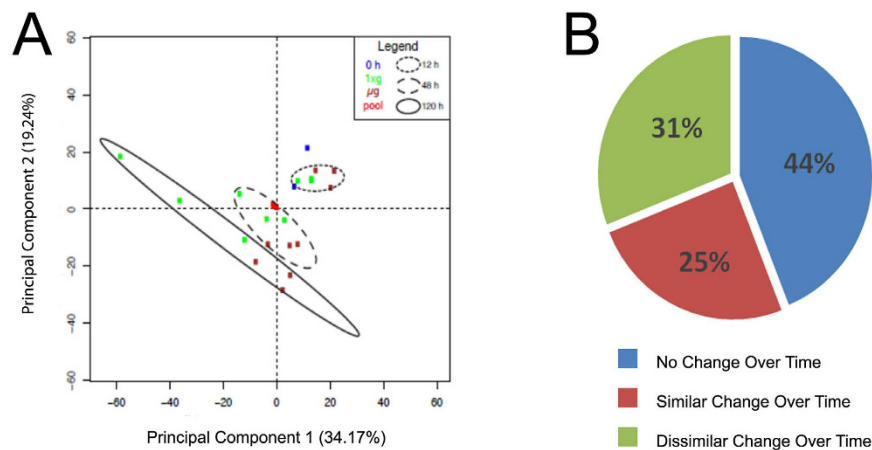 A
60
40
20
0
−20
−40
−60
Principal Component 2 (19.24%)
Legend
0 h
1xg
µg
pool
12 h
48 h
120 h
−60
−40
−20
0
20
40
60
Principal Component 1 (34.17%)
B
31%
44%
25%
No Change Over Time
Similar Change Over Time
Dissimilar Change Over Time